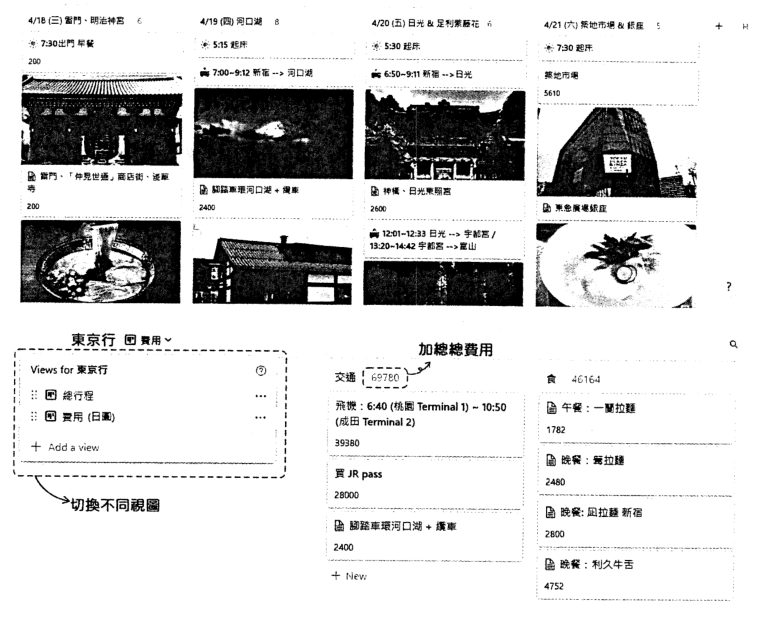 4/18 (三) 雷門、明治神宮 6
7:30出門 早餐
200
雷門、「仲見世通」商店街、淺草
寺
200
4/19 (四) 河口湖 8
5:15 起床
7:00~9:12 新宿 --> 河口湖
腳踏車環河口湖 + 纜車
2400
4/20 (五) 日光 & 足利紫藤花 6
5:30 起床
6:50~9:11 新宿 -->日光
神橋、日光東照宮
2600
12:01~12:33 日光 --> 宇都宮 /
13:20~14:42 宇都宮 -->富山
4/21 (六) 築地市場 & 銀座 5
7:30 起床
築地市場
5610
東急廣場銀座
+ H
?
東京行 費用
Views for 東京行
總行程
費用 (日圓)
+ Add a view
切換不同視圖
加總總費用
交通 69780
飛機：6:40 (桃園 Terminal 1) ~ 10:50
(成田 Terminal 2)
39380
買 JR pass
28000
腳踏車環河口湖 + 纜車
2400
+ New
食 46164
午餐：一蘭拉麵
1782
晚餐：鶯拉麵
2480
晚餐: 凪拉麵 新宿
2800
晚餐：利久牛舌
4752